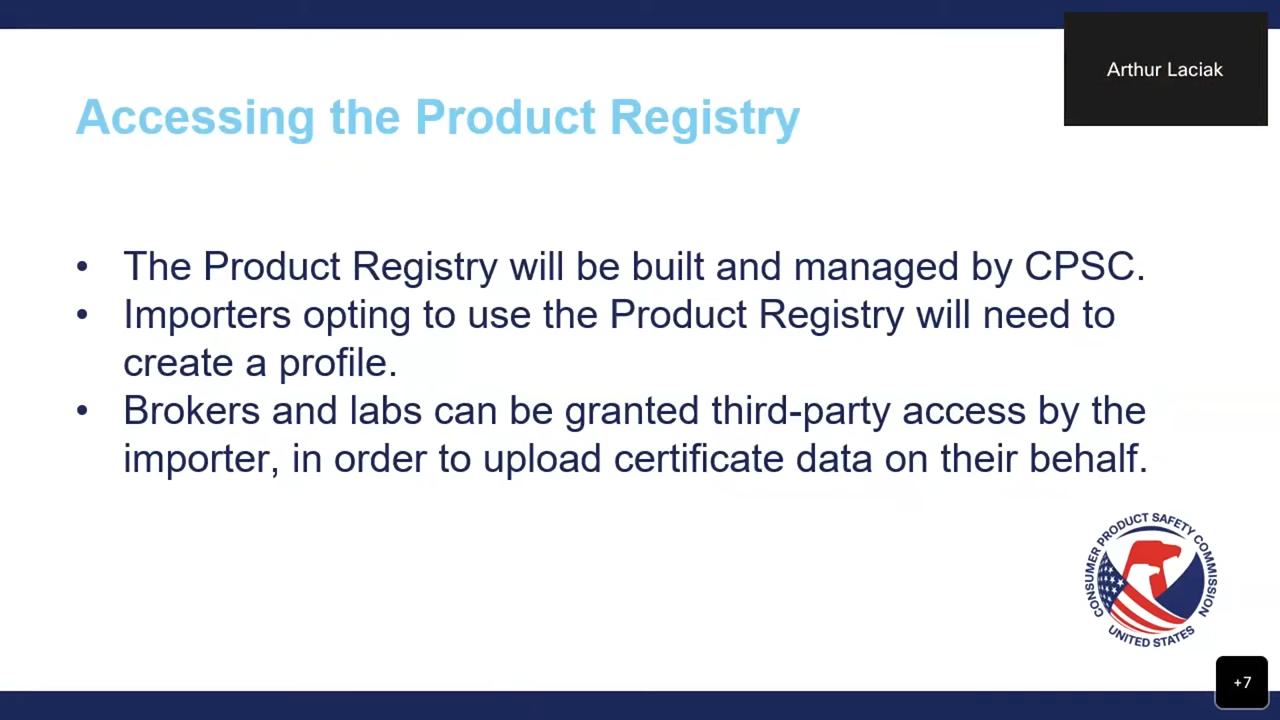 Arthur Laciak
Accessing the Product Registry
• The Product Registry will be built and managed by CPSC.
• Importers opting to use the Product Registry will need to
create a profile.
• Brokers and labs can be granted third-party access by the
importer, in order to upload certificate data on their behalf.
CONSUMER PRODUCT SAFETY COMMISSION
UNITED STATES
+7